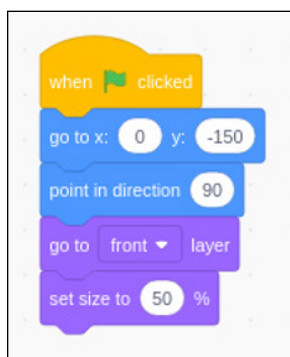 when clicked
go to x: 0 y: -150
point in direction 90
go to front layer
set size to 50 %